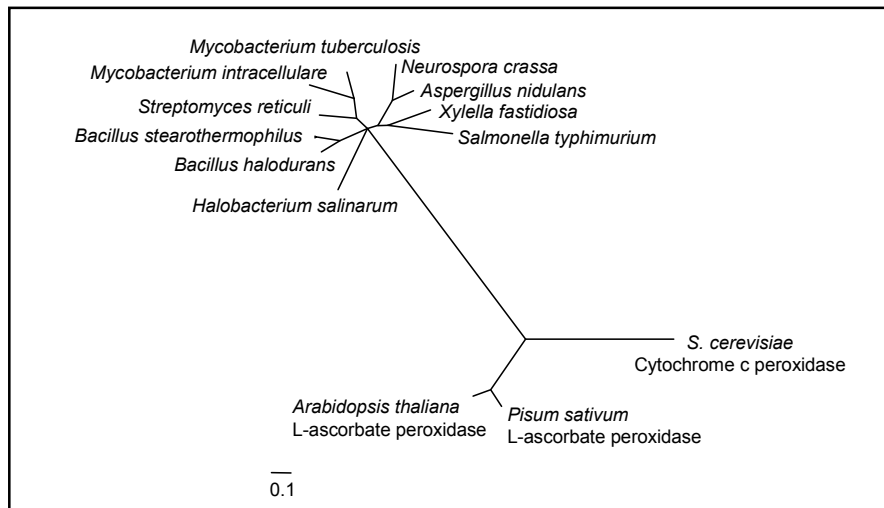 Mycobacterium tuberculosis
Mycobacterium intracellulare
Neurospora crassa
Aspergillus nidulans
Streptomyces reticuli
Xylella fastidiosa
Bacillus stearothermophilus
Salmonella typhimurium
Bacillus halodurans
Halobacterium salinarum
S. cerevisiae
Cytochrome c peroxidase
Arabidopsis thaliana
L-ascorbate peroxidase
Pisum sativum
L-ascorbate peroxidase
0.1